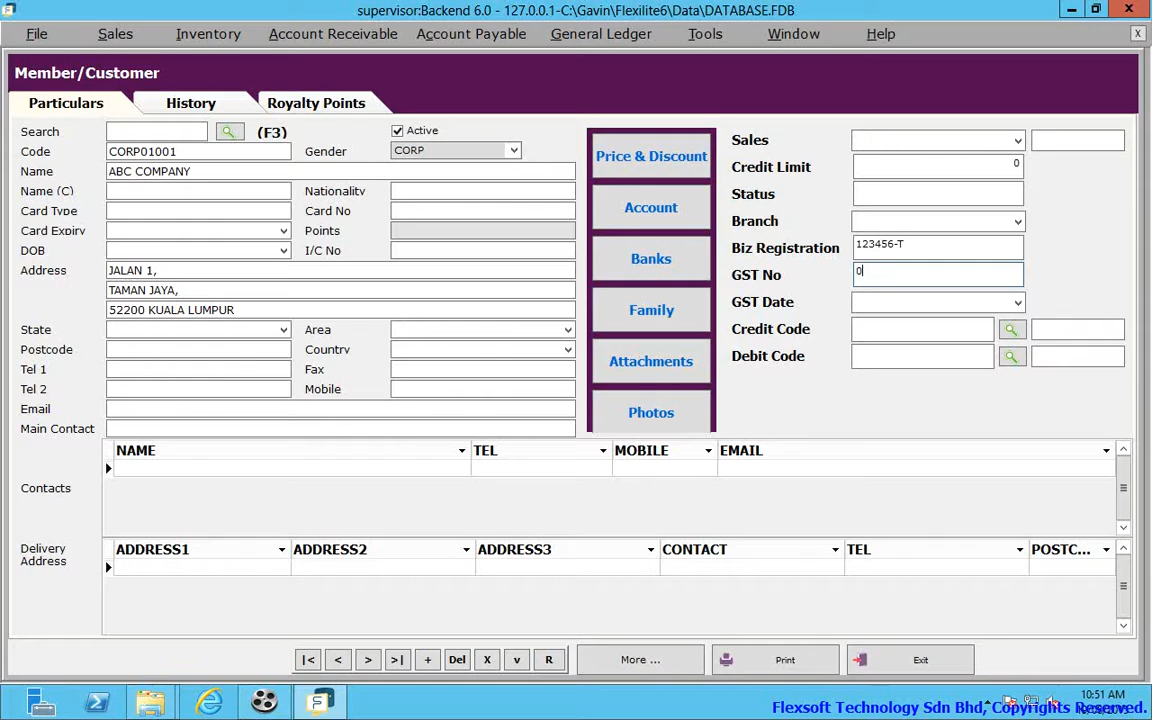 supervisor:Backend 6.0 - 127.0.0.1-C:\Gavin\Flexilite6\Data\DATABASE.FDB
File Sales Inventory Account Receivable Account Payable General Ledger Tools Window Help X
Member/Customer
Particulars History Royalty Points
Search (F3) Active
Code CORP01001 Gender CORP
Name ABC COMPANY
Name (C) Nationality
Card Type Card No
Card Expiry Points
DOB I/C No
Address JALAN 1,
TAMAN JAYA,
52200 KUALA LUMPUR
State Area
Postcode Country
Tel 1 Fax
Tel 2 Mobile
Email
Main Contact
Price & Discount
Account
Banks
Family
Attachments
Photos
Sales
Credit Limit 0
Status
Branch
Biz Registration 123456-T
GST No 0
GST Date
Credit Code
Debit Code
NAME TEL MOBILE EMAIL
Contacts
Delivery
Address
ADDRESS1 ADDRESS2 ADDRESS3 CONTACT TEL POSTC...
|< < > >| + Del X v R More ... Print Exit
10:51 AM
Flexsoft Technology Sdn Bhd, Copyrights Reserved.